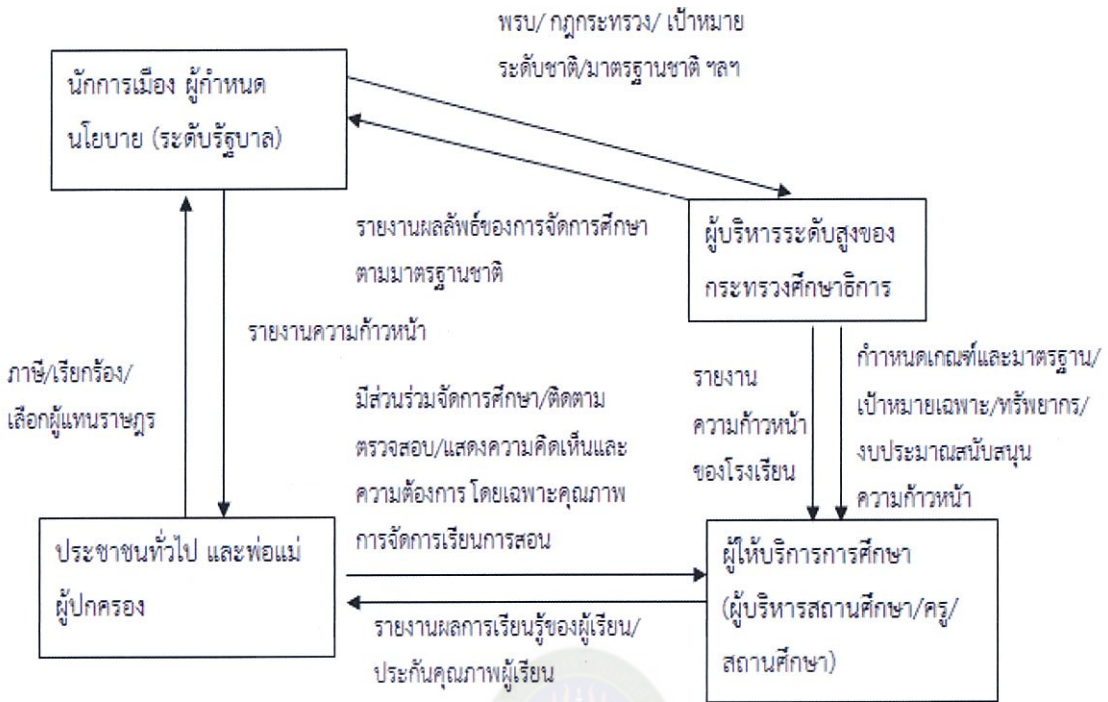 พรบ/ กฎกระทรวง/ เป้าหมาย
ระดับชาติ/มาตรฐานชาติ ฯลฯ
นักการเมือง ผู้กำหนด
นโยบาย (ระดับรัฐบาล)
ผู้บริหารระดับสูงของ
กระทรวงศึกษาธิการ
รายงานผลลัพธ์ของการจัดการศึกษา
ตามมาตรฐานชาติ
รายงานความก้าวหน้า
ภาษี/เรียกร้อง/
เลือกผู้แทนราษฎร
มีส่วนร่วมจัดการศึกษา/ติดตาม
ตรวจสอบ/แสดงความคิดเห็นและ
ความต้องการ โดยเฉพาะคุณภาพ
การจัดการเรียนการสอน
รายงาน
ความก้าวหน้า
ของโรงเรียน
กำาหนดเกณฑ์และมาตรฐาน/
เป้าหมายเฉพาะ/ทรัพยากร/
งบประมาณสนับสนุน
ความก้าวหน้า
ประชาชนทั่วไป และพ่อแม่
ผู้ปกครอง
ผู้ให้บริการการศึกษา
(ผู้บริหารสถานศึกษา/ครู/
สถานศึกษา)
รายงานผลการเรียนรู้ของผู้เรียน/
ประกันคุณภาพผู้เรียน